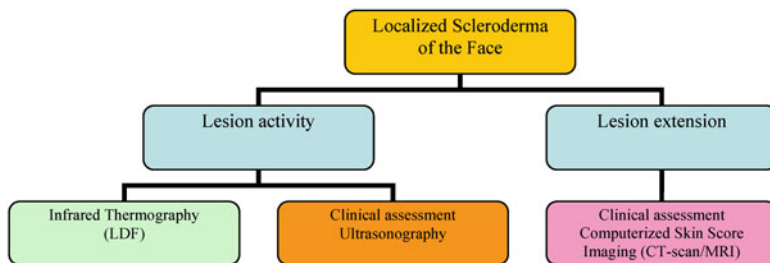 Localized Scleroderma
of the Face
Lesion activity
Lesion extension
Infrared Thermography
(LDF)
Clinical assessment
Ultrasonography
Clinical assessment
Computerized Skin Score
Imaging (CT-scan/MRI)